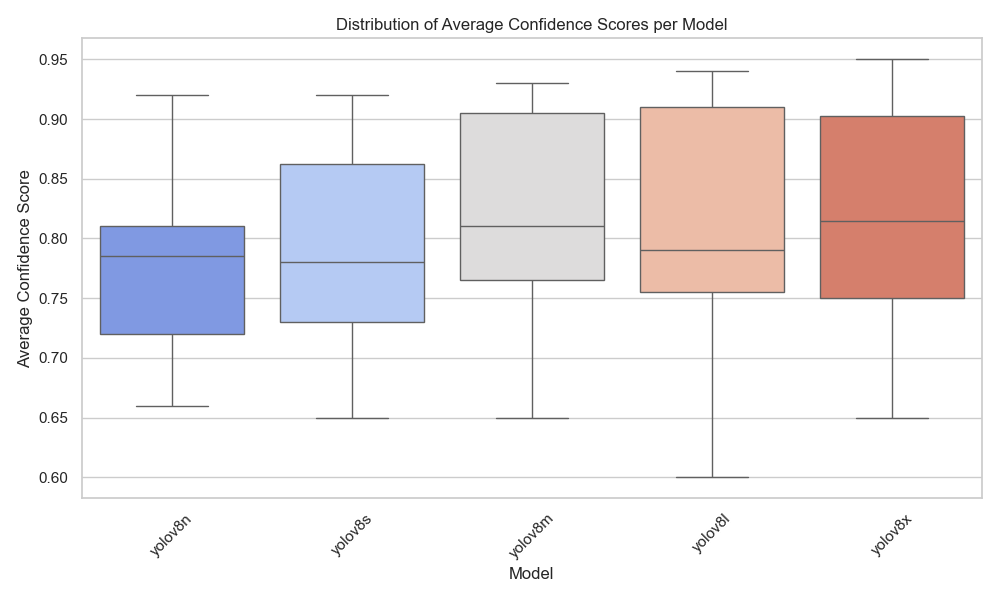 Distribution of Average Confidence Scores per Model
Average Confidence Score
0.95
0.90
0.85
0.80
0.75
0.70
0.65
0.60
yolov8n
yolov8s
yolov8m
yolov8l
yolov8x
Model